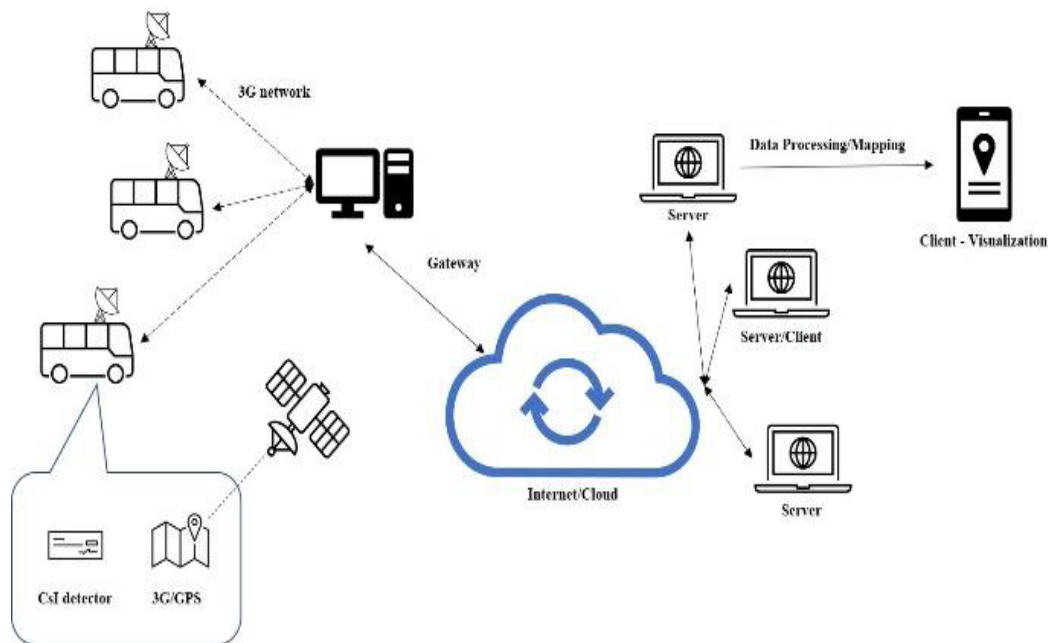 3G network
Data Processing/Mapping
Server
Client - Visualization
Gateway
Server/Client
Internet/Cloud
Server
CsI detector
3G/GPS